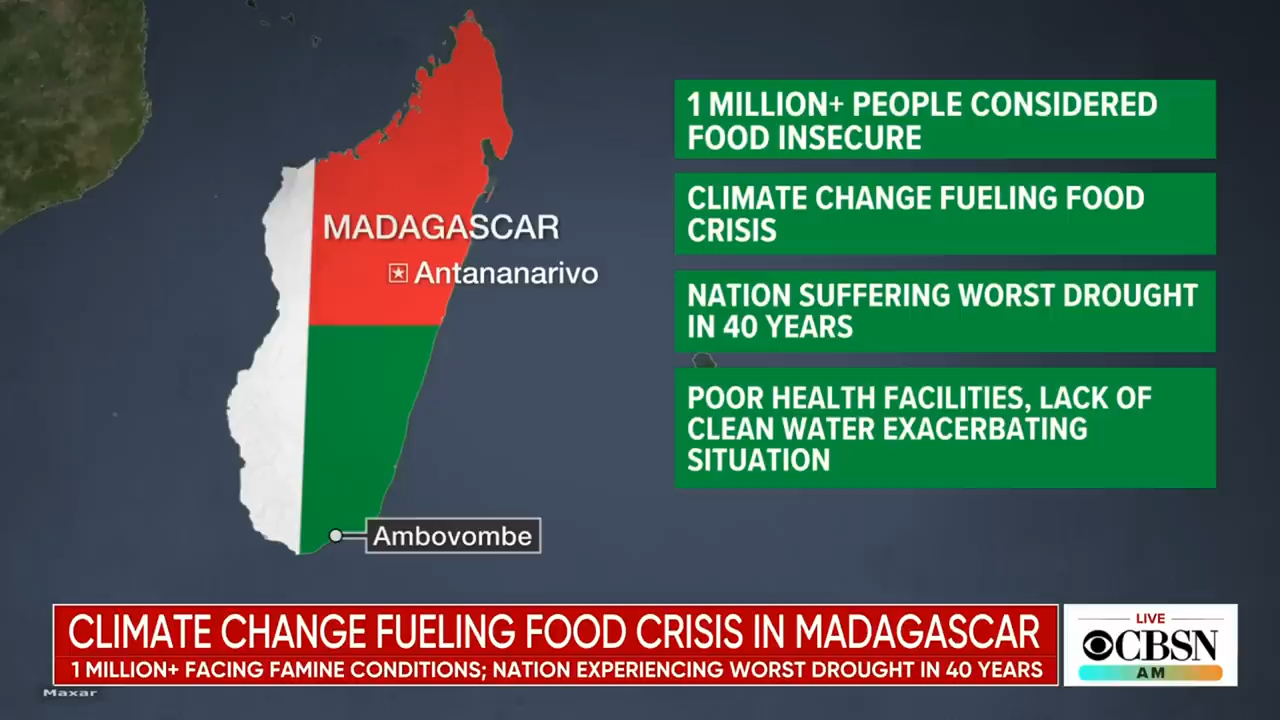 MADAGASCAR
Antananarivo
Ambovombe
1 MILLION+ PEOPLE CONSIDERED
FOOD INSECURE
CLIMATE CHANGE FUELING FOOD
CRISIS
NATION SUFFERING WORST DROUGHT
IN 40 YEARS
POOR HEALTH FACILITIES, LACK OF
CLEAN WATER EXACERBATING
SITUATION
CLIMATE CHANGE FUELING FOOD CRISIS IN MADAGASCAR
1 MILLION+ FACING FAMINE CONDITIONS; NATION EXPERIENCING WORST DROUGHT IN 40 YEARS
LIVE
CBSN
AM
Maxar